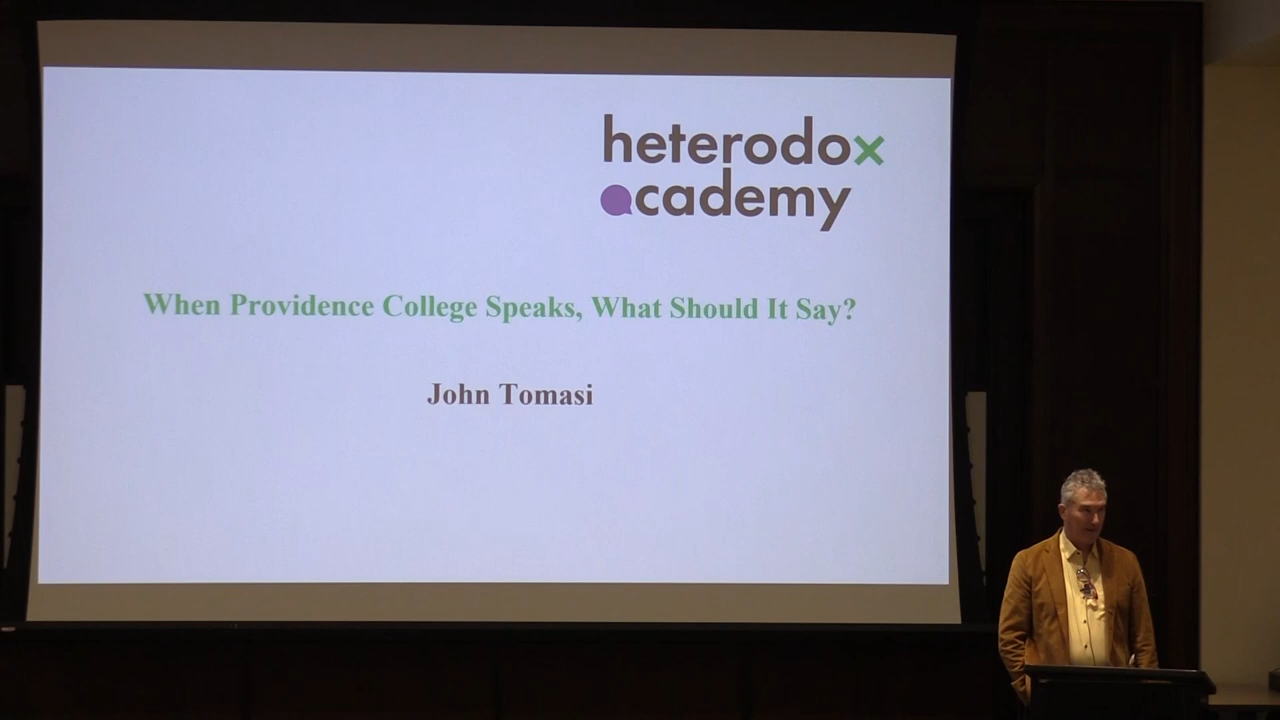 heterodox
academy
When Providence College Speaks, What Should It Say?
John Tomasi